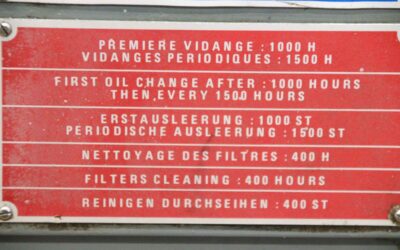 PREMIERE VIDANGE : 1000 H
VIDANGES PERIODIQUES : 1500 H
FIRST OIL CHANGE AFTER : 1000 HOURS
THEN, EVERY 1500 HOURS
ERSTAUSLEERUNG : 1000 ST
PERIODISCHE AUSLEERUNG : 1500 ST
NETTOYAGE DES FILTRES : 400 H
FILTERS CLEANING : 400 HOURS
REINIGEN DURCHSEIHEN : 400 ST